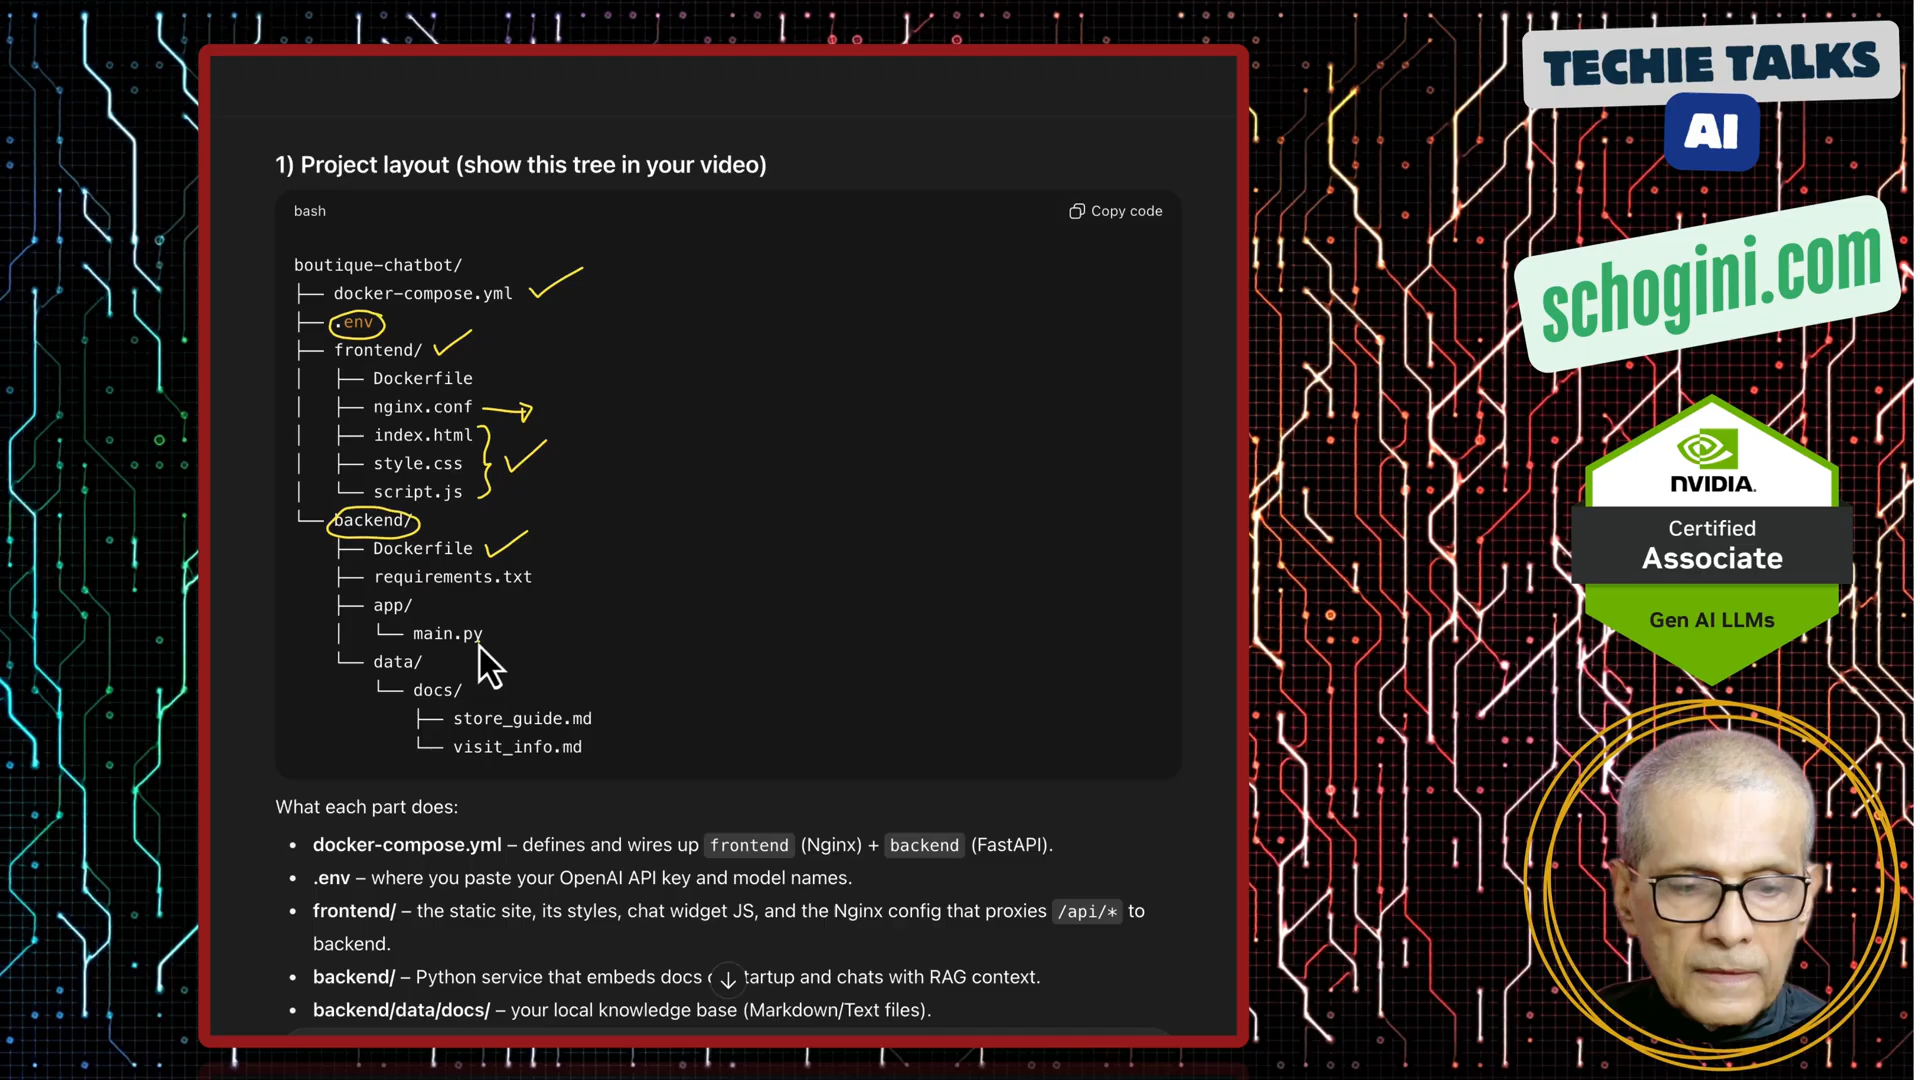 1) Project layout (show this tree in your video)
bash
Copy code
boutique-chatbot/
├── docker-compose.yml
├── .env
├── frontend/
│   ├── Dockerfile
│   ├── nginx.conf
│   ├── index.html
│   ├── style.css
│   └── script.js
└── backend/
    ├── Dockerfile
    ├── requirements.txt
    ├── app/
    │   └── main.py
    └── data/
        └── docs/
            ├── store_guide.md
            └── visit_info.md
What each part does:
• docker-compose.yml – defines and wires up frontend (Nginx) + backend (FastAPI).
• .env – where you paste your OpenAI API key and model names.
• frontend/ – the static site, its styles, chat widget JS, and the Nginx config that proxies /api/* to
backend.
• backend/ – Python service that embeds docs and chats with RAG context.
• backend/data/docs/ – your local knowledge base (Markdown/Text files).
TECHIE TALKS
AI
schogini.com
NVIDIA.
Certified
Associate
Gen AI LLMs